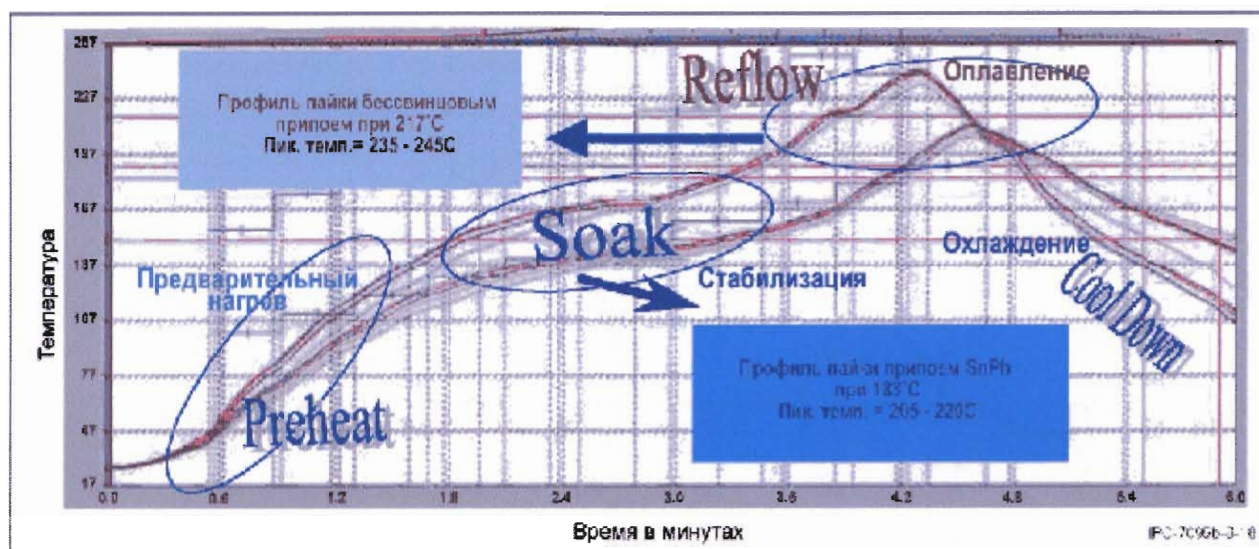 Температура
257
227
197
167
137
107
77
47
17
Профиль пайки бессвинцовым
припоем при 217°C
Пик. темп.= 235 - 245C
Reflow
Оплавление
Soak
Стабилизация
Предварительный
нагрев
Preheat
Охлаждение
Cool Down
Профиль пайки припоем SnPb
при 183°C
Пик. темп. = 205 - 220C
0.0 0.6 1.2 1.8 2.4 3.0 3.6 4.2 4.8 5.4 6.0
Время в минутах